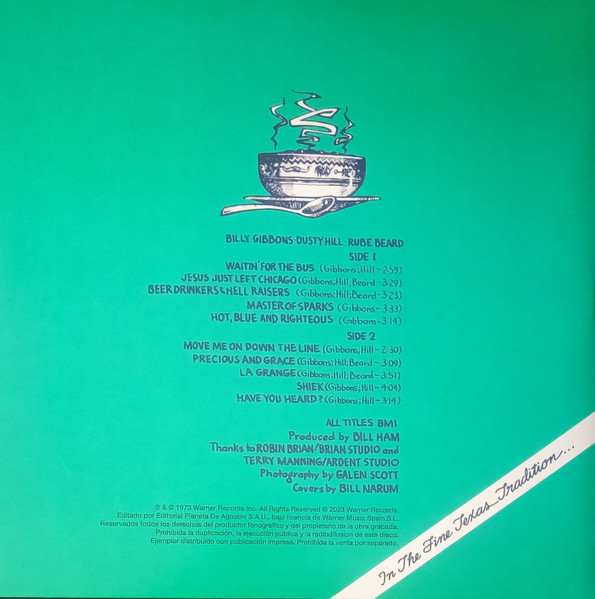 BILLY GIBBONS·DUSTY HILL·RUBE BEARD
SIDE 1
WAITIN' FOR THE BUS (Gibbons;Hill-2:59)
JESUS JUST LEFT CHICAGO (Gibbons;Hill;Beard-3:29)
BEER DRINKERS & HELL RAISERS (Gibbons;Hill;Beard-3:23)
MASTER OF SPARKS (Gibbons-3:33)
HOT, BLUE AND RIGHTEOUS (Gibbons-3:14)
SIDE 2
MOVE ME ON DOWN THE LINE (Gibbons;Hill-2:30)
PRECIOUS AND GRACE (Gibbons;Hill;Beard-3:09)
LA GRANGE (Gibbons;Hill;Beard-3:51)
SHIEK (Gibbons;Hill-4:04)
HAVE YOU HEARD? (Gibbons;Hill-3:14)
ALL TITLES BMI
Produced by BILL HAM
Thanks to ROBIN BRIAN/BRIAN STUDIO and
TERRY MANNING/ARDENT STUDIO
Photography by GALEN SCOTT
Covers by BILL NARUM
℗ & © 1973 Warner Records Inc. All Rights Reserved © 2023 Warner Records.
Editado por Editorial Planeta De Agostini S.A.U., bajo licencia de Warner Music Spain S.L.
Reservados todos los derechos del productor fonográfico y del propietario de la obra grabada.
Prohibida la duplicación, la ejecución pública y la radiodifusión de este disco.
Ejemplar distribuido con publicación impresa. Prohibida la venta por separado.
In The Fine Texas Tradition...